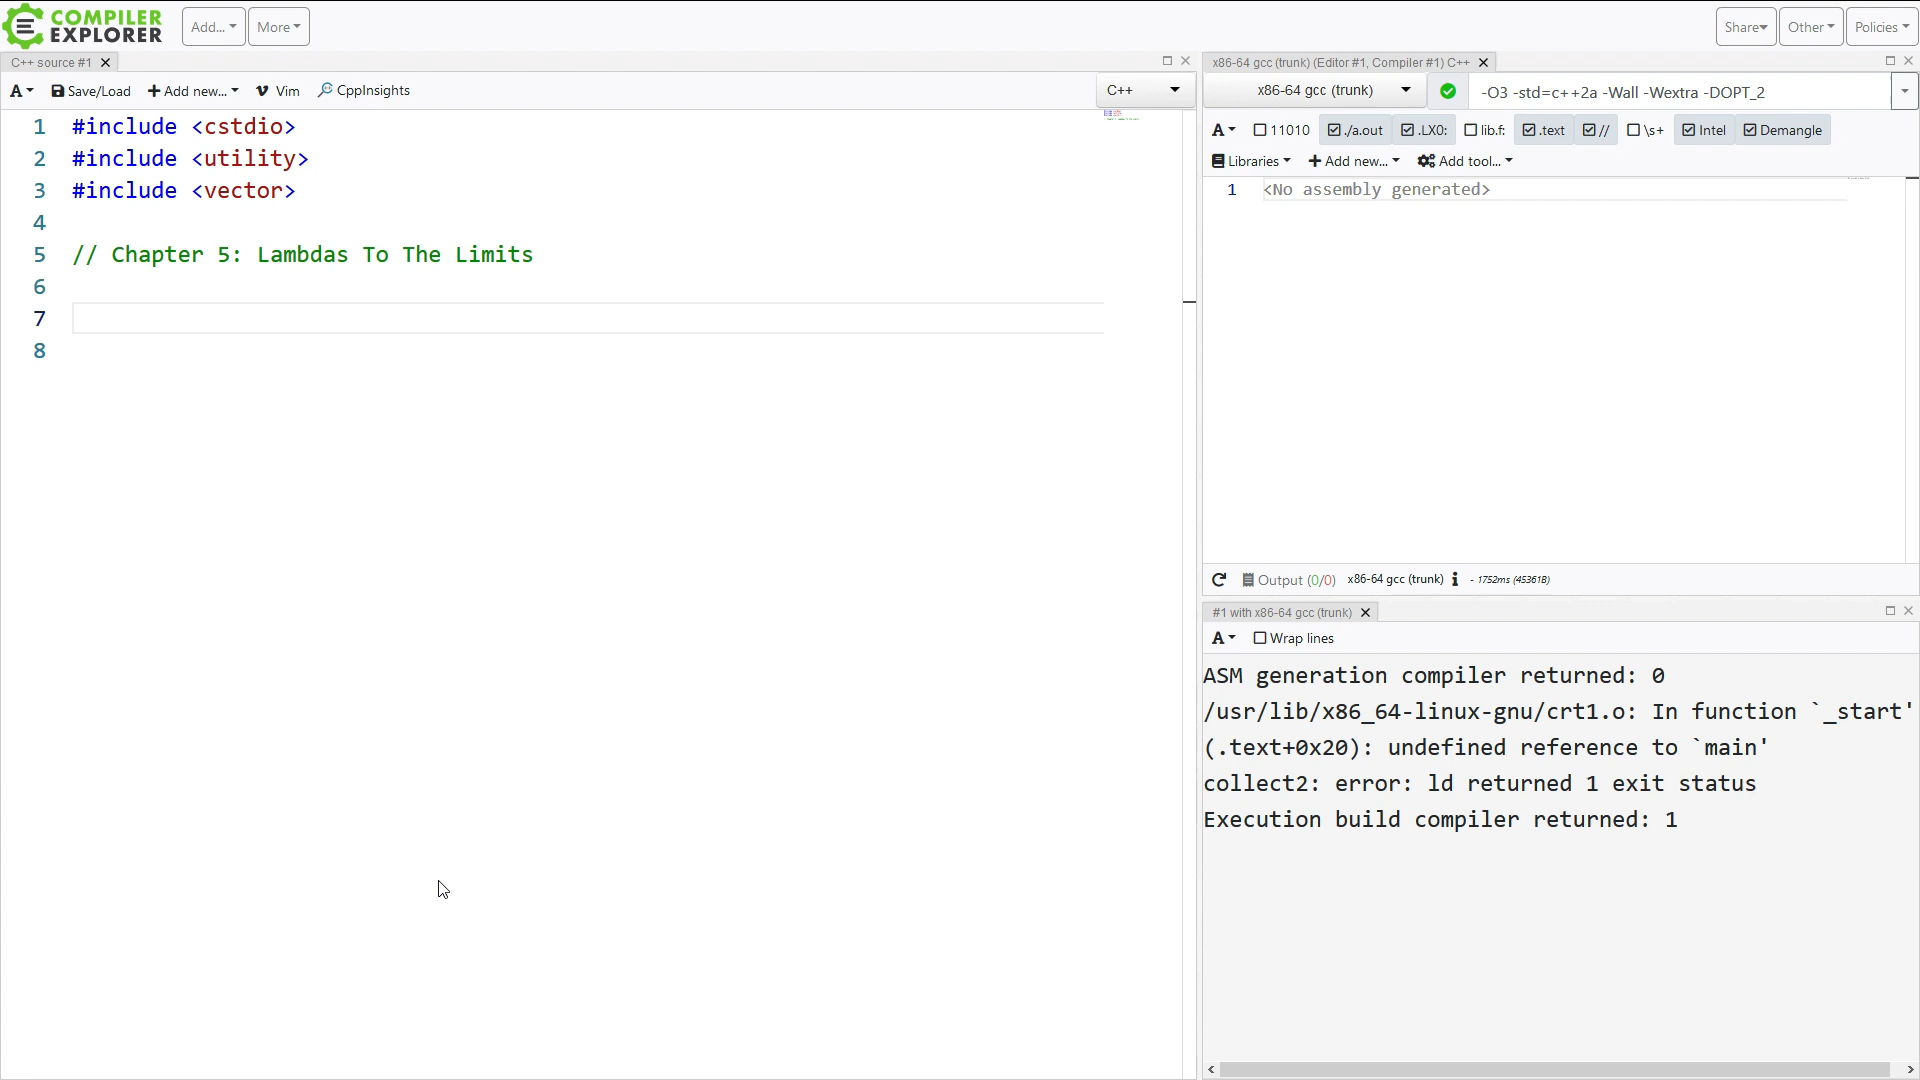 COMPILER
EXPLORER
Add...
More
Share
Other
Policies
C++ source #1
A
Save/Load
Add new...
Vim
CppInsights
C++
1 #include <cstdio>
2 #include <utility>
3 #include <vector>
4
5 // Chapter 5: Lambdas To The Limits
6
7
8
x86-64 gcc (trunk) (Editor #1, Compiler #1) C++
x86-64 gcc (trunk)
-O3 -std=c++2a -Wall -Wextra -DOPT_2
A
11010
./a.out
.LX0:
lib.f:
.text
//
\s+
Intel
Demangle
Libraries
Add new...
Add tool...
1 <No assembly generated>
Output (0/0) x86-64 gcc (trunk) i - 1752ms (45361B)
#1 with x86-64 gcc (trunk)
A
Wrap lines
ASM generation compiler returned: 0
/usr/lib/x86_64-linux-gnu/crt1.o: In function `_start'
(.text+0x20): undefined reference to `main'
collect2: error: ld returned 1 exit status
Execution build compiler returned: 1